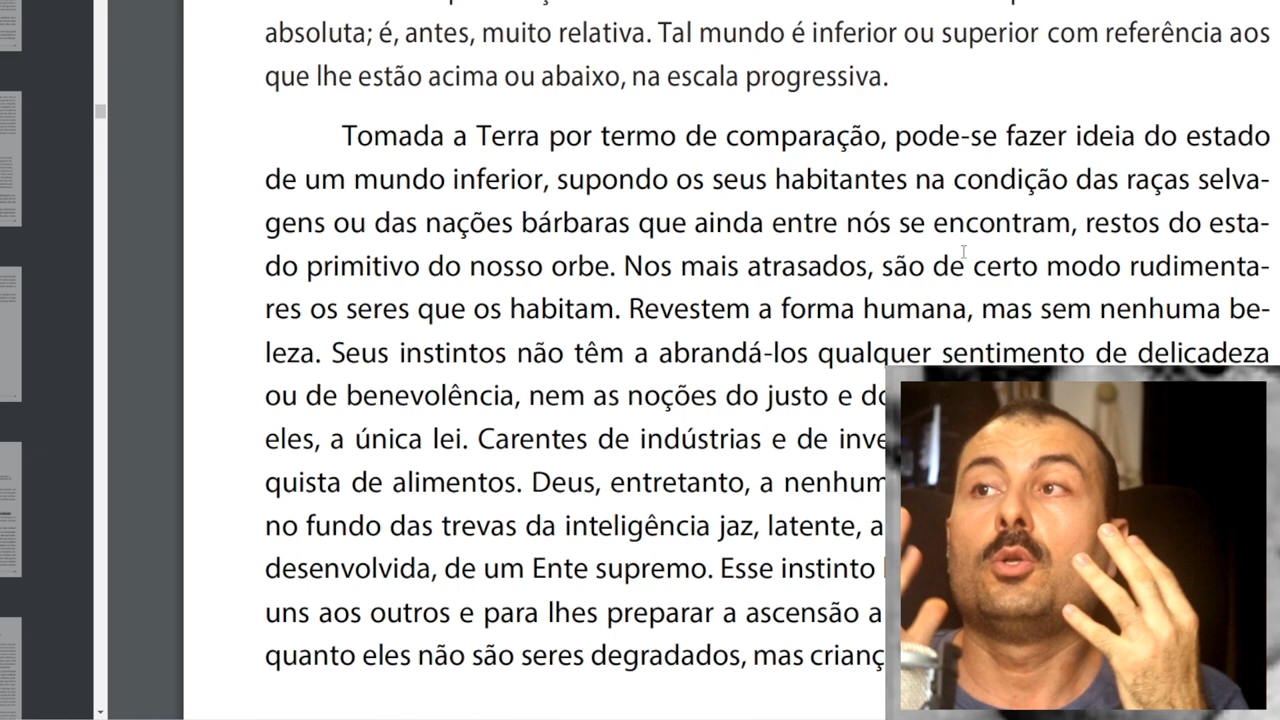 absoluta; é, antes, muito relativa. Tal mundo é inferior ou superior com referência aos
que lhe estão acima ou abaixo, na escala progressiva.
Tomada a Terra por termo de comparação, pode-se fazer ideia do estado
de um mundo inferior, supondo os seus habitantes na condição das raças selva-
gens ou das nações bárbaras que ainda entre nós se encontram, restos do esta-
do primitivo do nosso orbe. Nos mais atrasados, são de certo modo rudimenta-
res os seres que os habitam. Revestem a forma humana, mas sem nenhuma be-
leza. Seus instintos não têm a abrandá-los qualquer sentimento de delicadeza
ou de benevolência, nem as noções do justo e do
eles, a única lei. Carentes de indústrias e de inve
quista de alimentos. Deus, entretanto, a nenhum
no fundo das trevas da inteligência jaz, latente, a
desenvolvida, de um Ente supremo. Esse instinto
uns aos outros e para lhes preparar a ascensão a
quanto eles não são seres degradados, mas crianç